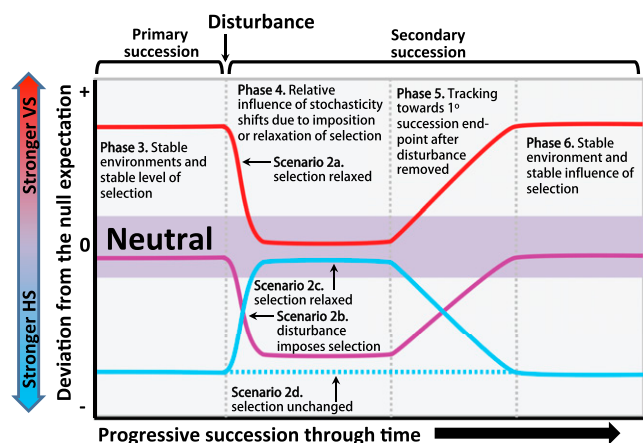 Disturbance
Primary
succession
Secondary
succession
Stronger VS
Stronger HS
Deviation from the null expectation
+
0
-
Phase 3. Stable
environments and
stable level of
selection
Phase 4. Relative
influence of stochasticity
shifts due to imposition
or relaxation of selection
Scenario 2a.
selection relaxed
Phase 5. Tracking
towards 1º
succession end-
point after
disturbance
removed
Phase 6. Stable
environment and
stable influence of
selection
Neutral
Scenario 2c.
selection relaxed
Scenario 2b.
disturbance
imposes selection
Scenario 2d.
selection unchanged
Progressive succession through time